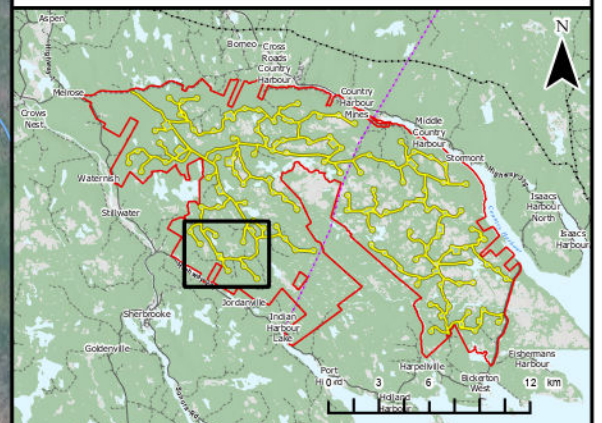 Aspen
N
Borneo
Cross
Roads
Country
Harbour
Melrose
Country
Harbour
Mines
Crows
Nest
Middle
Country
Harbour
Stormont
Waternish
Isaacs
Harbour
North
Stillwater
Isaacs
Harbour
Jordanville
Sherbrooke
Indian
Harbour
Lake
Goldenville
Fishermans
Harbour
Port
Harpellville
Bickerton
West
0 3 6 12 km
Holland
Harbour